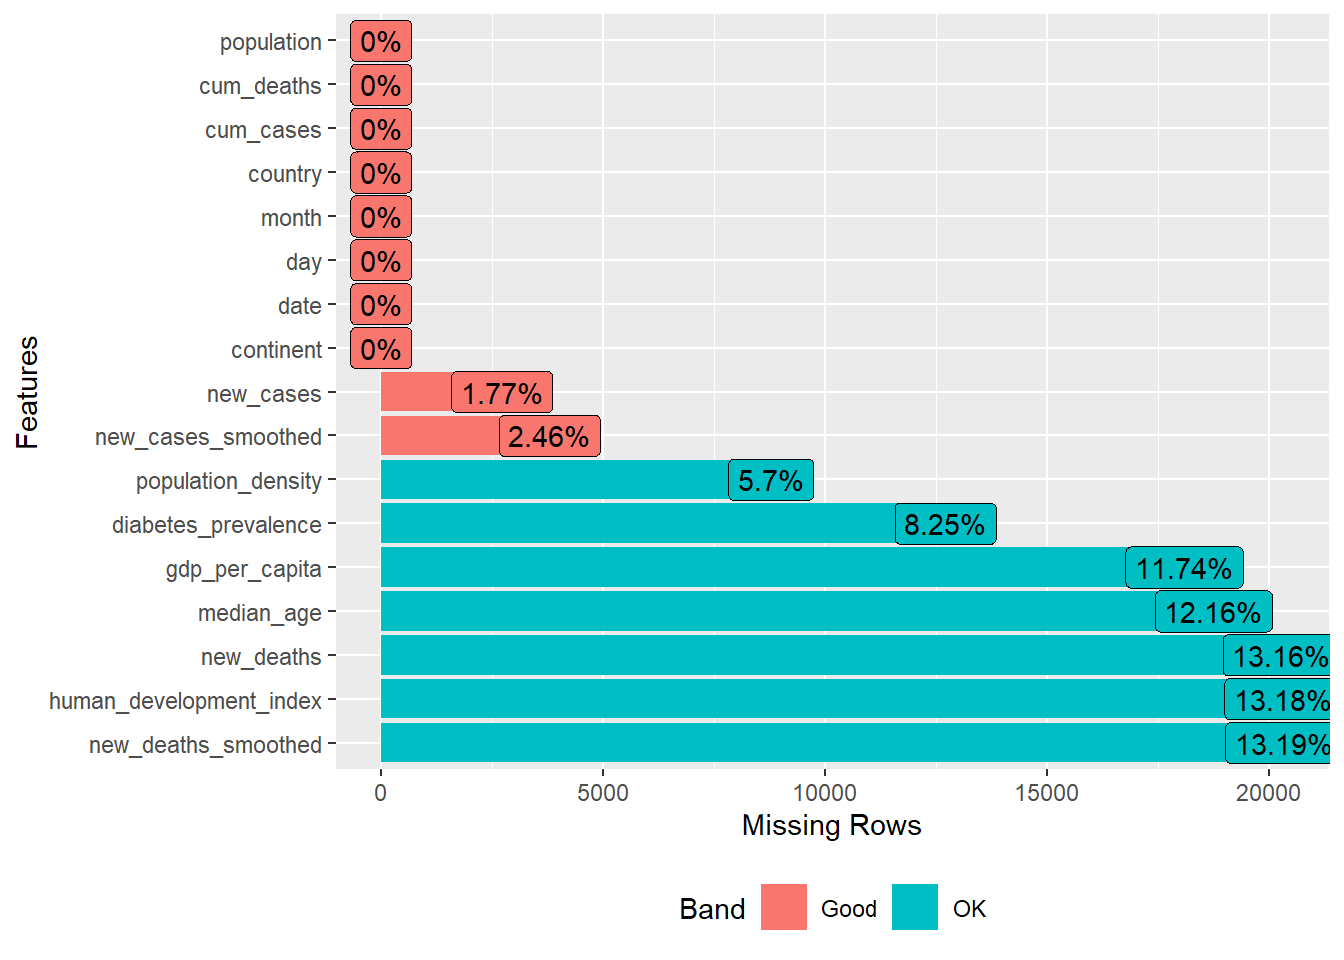 population 0%
cum_deaths 0%
cum_cases 0%
country 0%
month 0%
day 0%
date 0%
continent 0%
new_cases 1.77%
new_cases_smoothed 2.46%
population_density 5.7%
diabetes_prevalence 8.25%
gdp_per_capita 11.74%
median_age 12.16%
new_deaths 13.16%
human_development_index 13.18%
new_deaths_smoothed 13.19%
Features
0 5000 10000 15000 20000
Missing Rows
Band Good OK